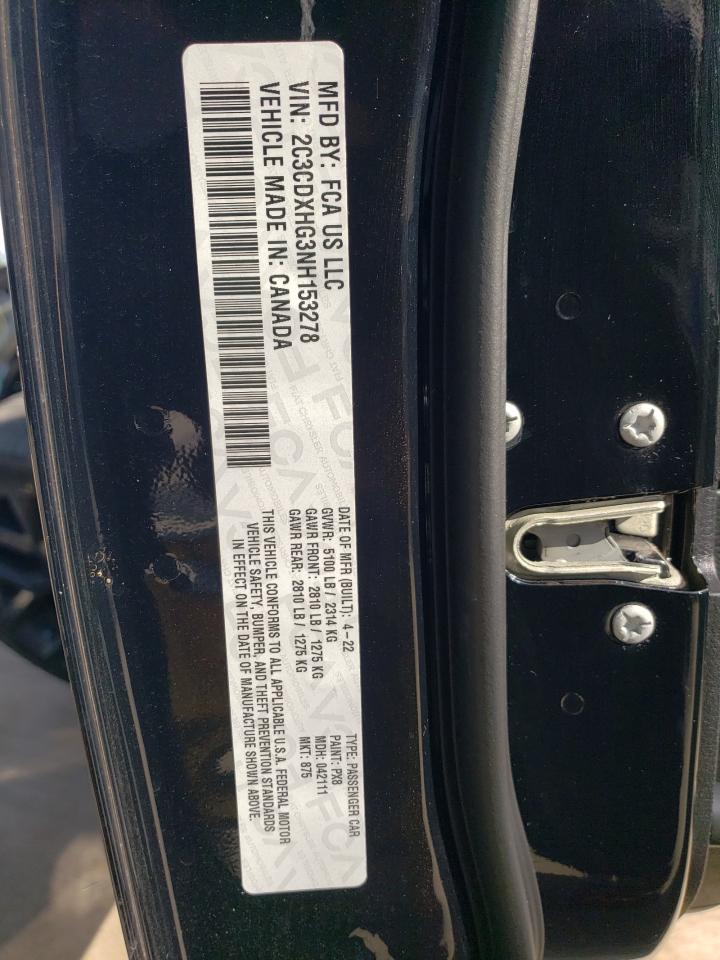 MFD BY: FCA US LLC
VIN: 2C3CDXHG3NH153278
VEHICLE MADE IN: CANADA
DATE OF MFR (BUILT): 4-22
GVWR: 5100 LB / 2314 KG
GAWR FRONT: 2810 LB / 1275 KG
GAWR REAR: 2810 LB / 1275 KG
TYPE: PASSENGER CAR
PAINT: PX8
MDH: 042111
MKT: 875
THIS VEHICLE CONFORMS TO ALL APPLICABLE U.S.A. FEDERAL MOTOR
VEHICLE SAFETY, BUMPER, AND THEFT PREVENTION STANDARDS
IN EFFECT ON THE DATE OF MANUFACTURE SHOWN ABOVE.